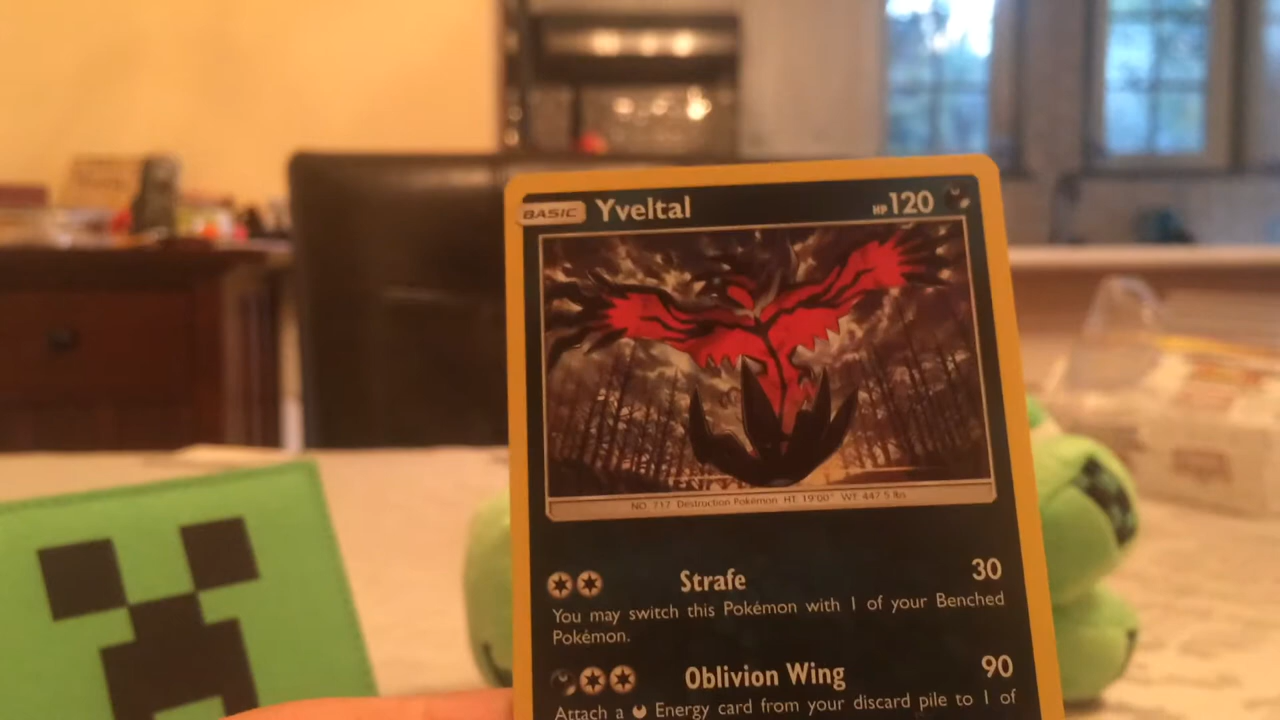 BASIC Yveltal HP 120
NO. 717 Destruction Pokémon HT. 19'00" WT. 447.5 lbs
Strafe 30
You may switch this Pokémon with 1 of your Benched
Pokémon.
Oblivion Wing 90
Attach a Energy card from your discard pile to 1 of